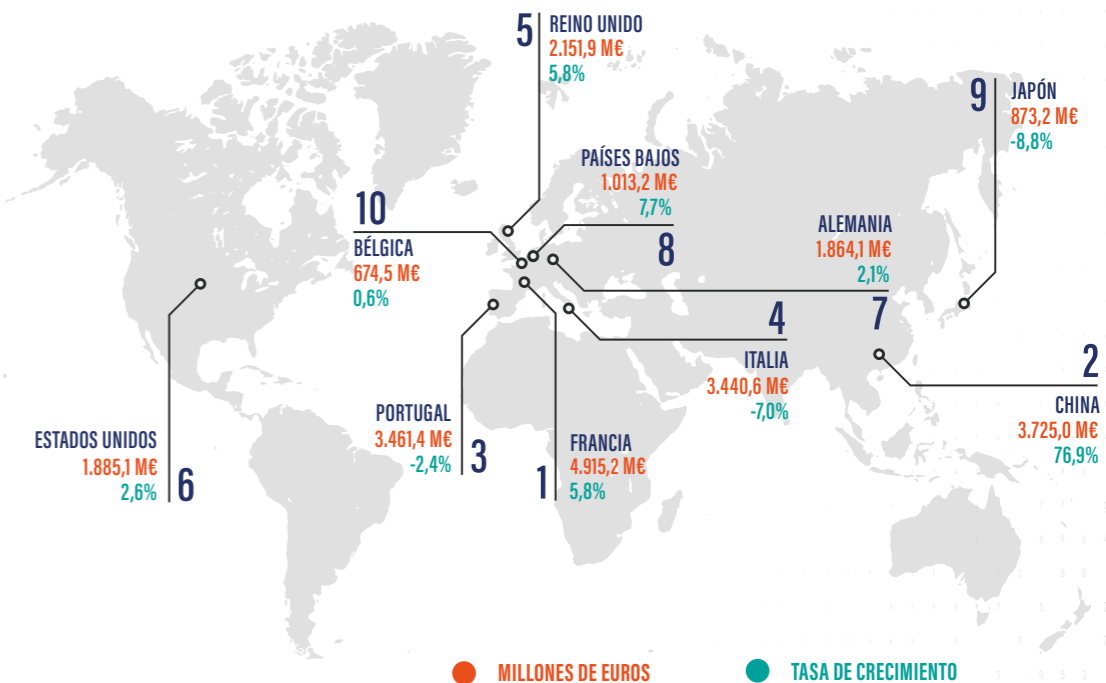 5
REINO UNIDO
2.151,9 M€
5,8%
9
JAPÓN
873,2 M€
-8,8%
PAÍSES BAJOS
1.013,2 M€
7,7%
8
10
BÉLGICA
674,5 M€
0,6%
ALEMANIA
1.864,1 M€
2,1%
7
4
ITALIA
3.440,6 M€
-7,0%
2
CHINA
3.725,0 M€
76,9%
ESTADOS UNIDOS
1.885,1 M€
2,6%
6
PORTUGAL
3.461,4 M€
-2,4%
3
1
FRANCIA
4.915,2 M€
5,8%
MILLONES DE EUROS
TASA DE CRECIMIENTO